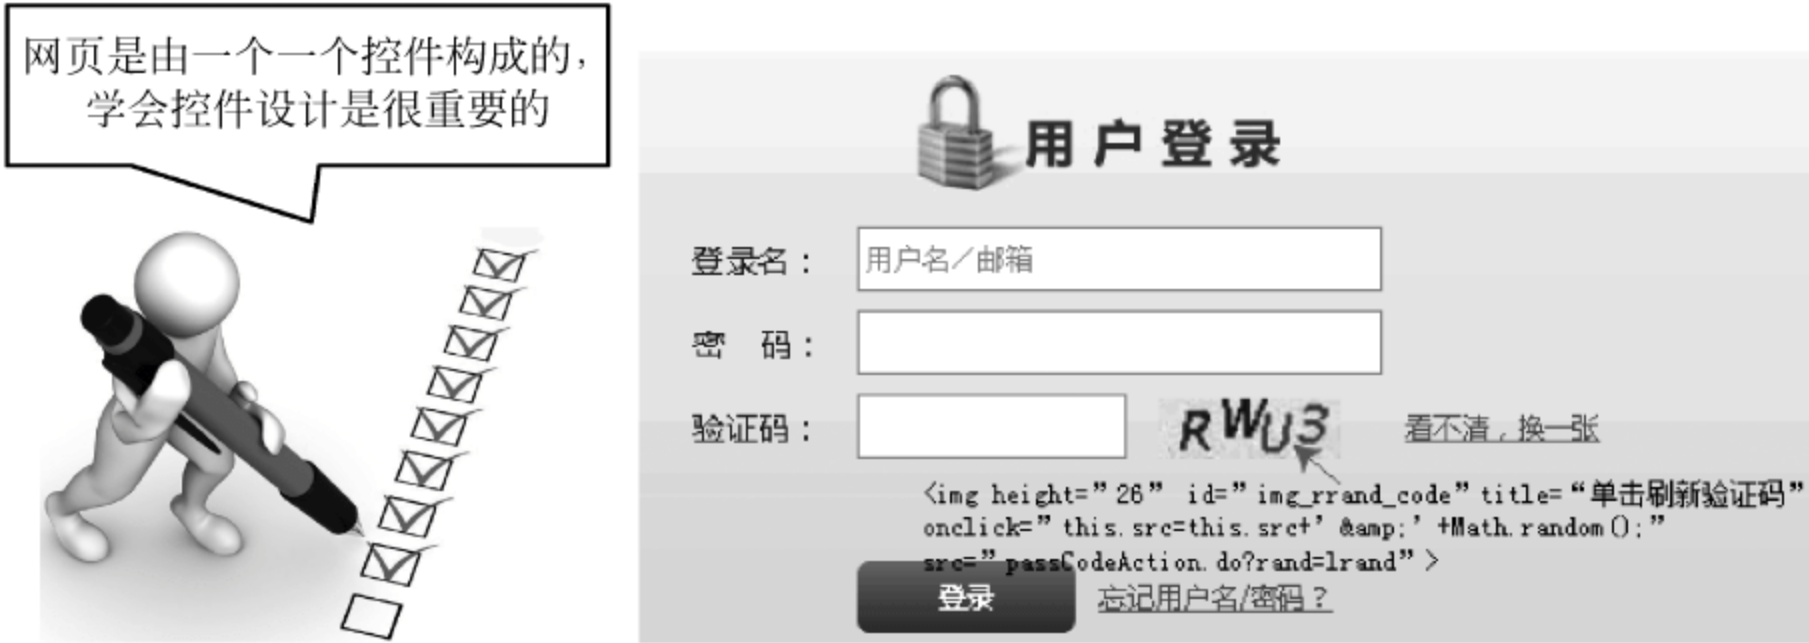 网页是由一个一个控件构成的，
学会控件设计是很重要的
用户登录
登录名：
用户名／邮箱
密　码：
验证码：
RWU3
看不清，换一张
<img height=”26” id=”img_rrand_code”title=“单击刷新验证码”
onclick=”this.src=this.src+’&amp;’+Math.random();”
src=”passCodeAction.do?rand=lrand”>
登录
忘记用户名/密码？